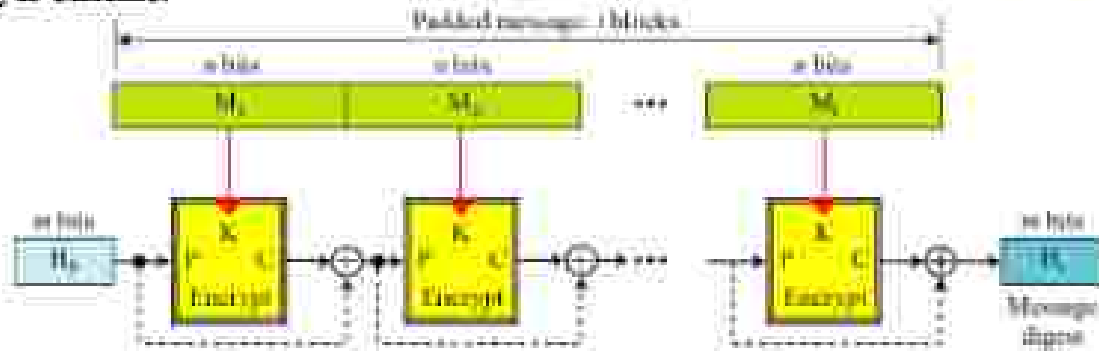 Padded message: t blocks
n bits n bits n bits
M₁ M₂ ••• Mₜ
m bits K K K m bits
H₀ P C P C ••• P C Hₜ
Encrypt Encrypt Encrypt Message
digest